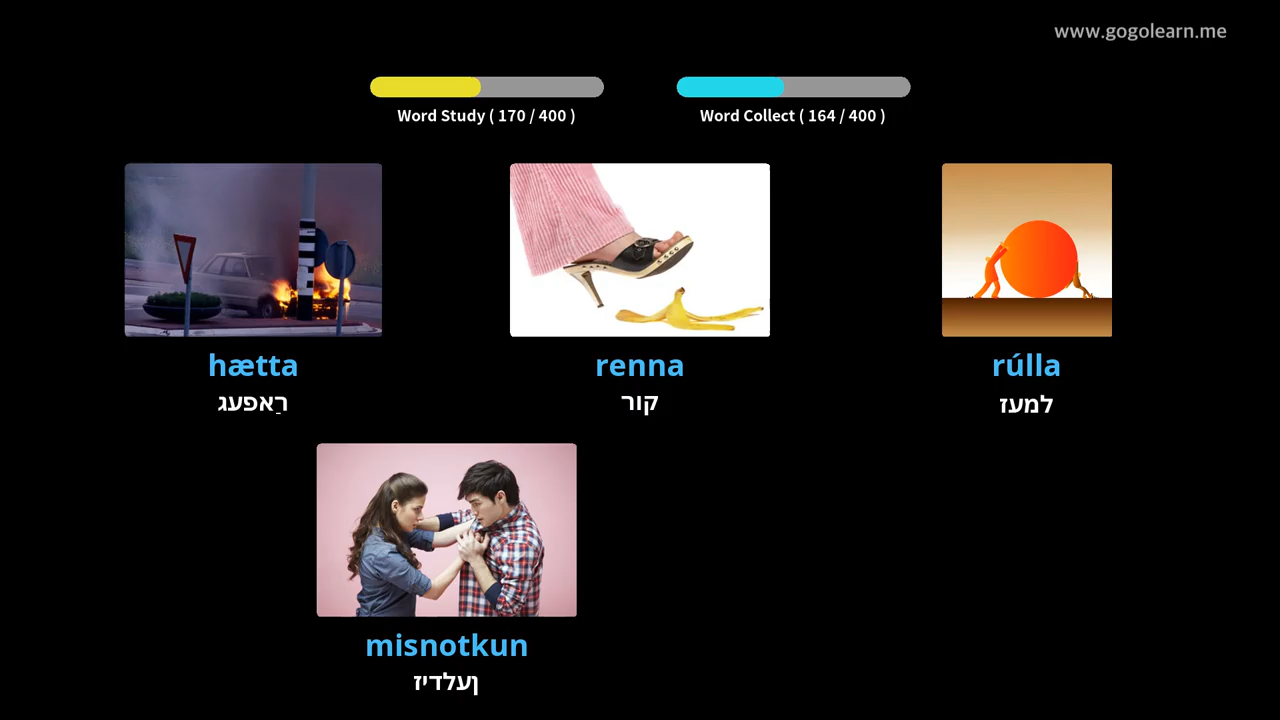 www.gogolearn.me
Word Study ( 170 / 400 )
Word Collect ( 164 / 400 )
hætta
רַאפעג
renna
קור
rúlla
למעז
misnotkun
ןעלדיז